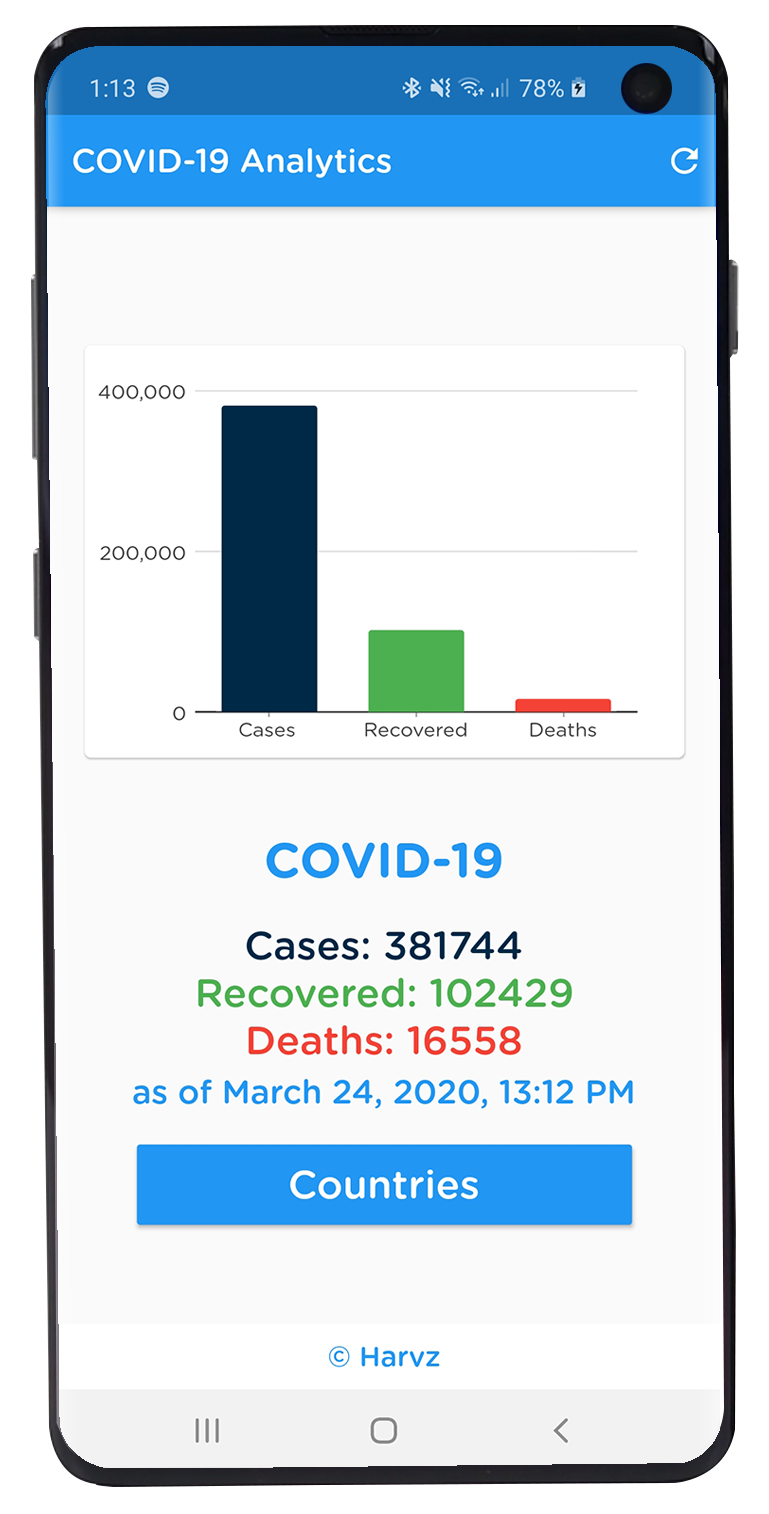 1:13 78%
COVID-19 Analytics
400,000
200,000
0
Cases Recovered Deaths
COVID-19
Cases: 381744
Recovered: 102429
Deaths: 16558
as of March 24, 2020, 13:12 PM
Countries
© Harvz